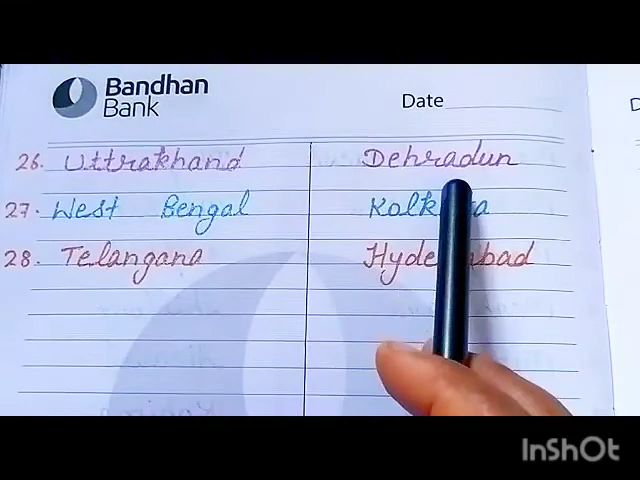 Bandhan
Bank
Date
D
26. Uttrakhand Dehradun
27. West Bengal
28. Telangana
InShOt